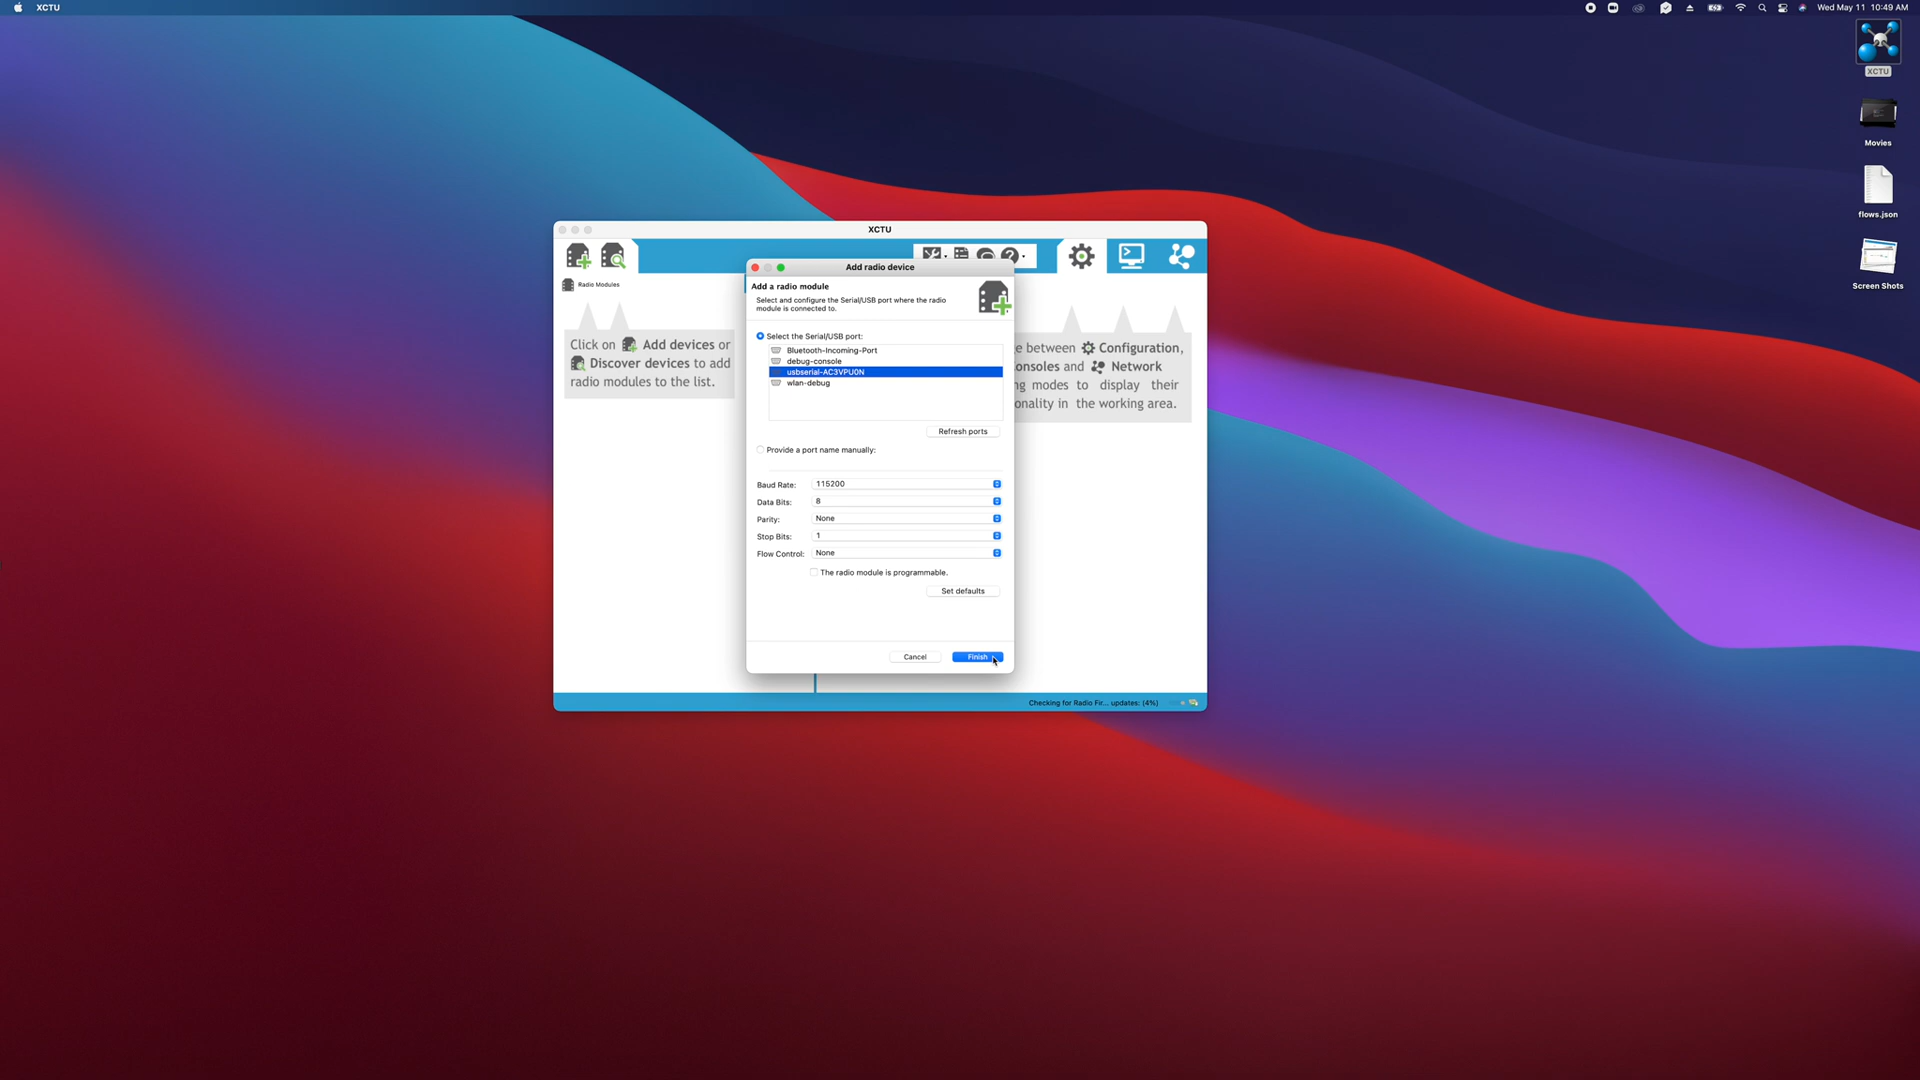 XCTU
Wed May 11 10:49 AM
XCTU
Movies
flows.json
Screen Shots
XCTU
Radio Modules
Click on Add devices or
Discover devices to add
radio modules to the list.
Add radio device
Add a radio module
Select and configure the Serial/USB port where the radio
module is connected to.
Select the Serial/USB port:
Bluetooth-Incoming-Port
debug-console
usbserial-AC3VPU0N
wlan-debug
Refresh ports
Provide a port name manually:
Baud Rate: 115200
Data Bits: 8
Parity: None
Stop Bits: 1
Flow Control: None
The radio module is programmable.
Set defaults
Cancel
Finish
e between Configuration,
onsoles and Network
ng modes to display their
onality in the working area.
Checking for Radio Fir... updates: (4%)